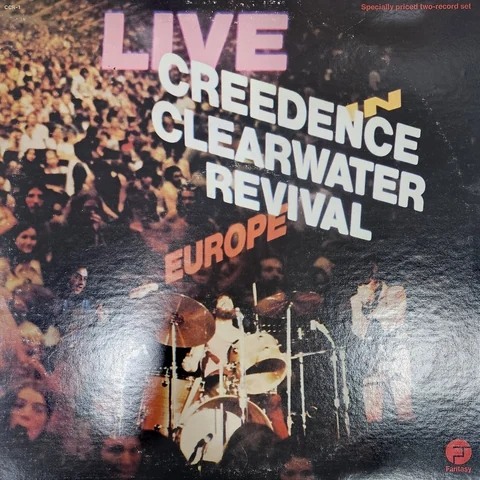 CCR-1
Specially priced two-record set
LIVE
IN
CREEDENCE
CLEARWATER
REVIVAL
EUROPE
Fantasy